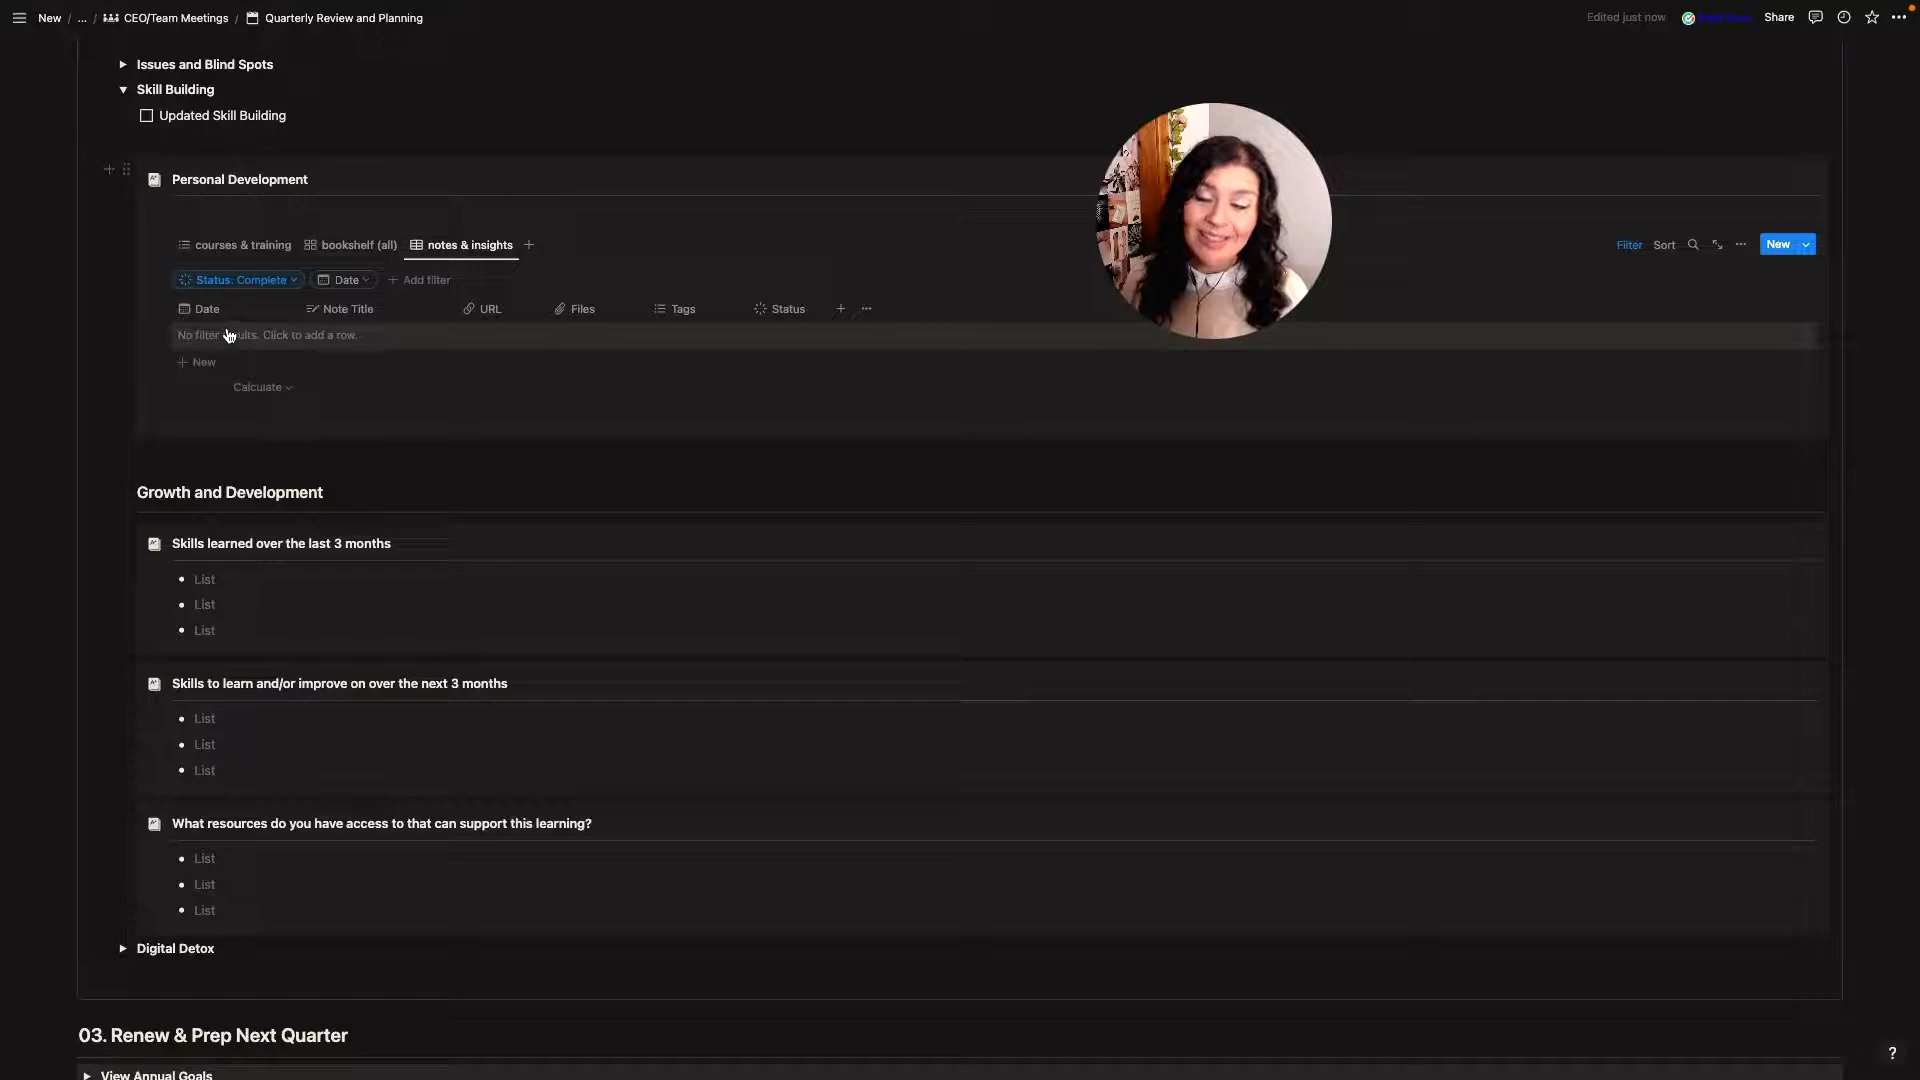 New / ... / CEO/Team Meetings / Quarterly Review and Planning
Edited just now
Share
Issues and Blind Spots
Skill Building
Updated Skill Building
Personal Development
courses & training
bookshelf (all)
notes & insights
Filter
Sort
New
Status: Complete
Date
Add filter
Date
Note Title
URL
Files
Tags
Status
No filter results. Click to add a row.
New
Calculate
Growth and Development
Skills learned over the last 3 months
List
List
List
Skills to learn and/or improve on over the next 3 months
List
List
List
What resources do you have access to that can support this learning?
List
List
List
Digital Detox
03. Renew & Prep Next Quarter
View Annual Goals
?